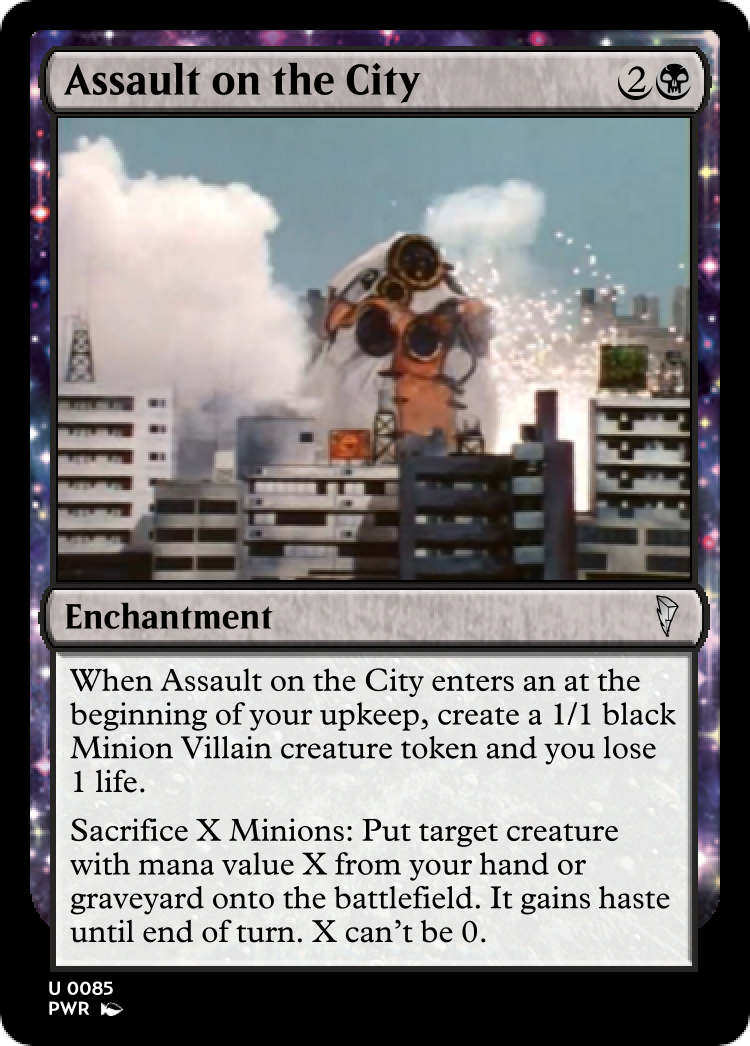 Assault on the City
2
Enchantment
When Assault on the City enters an at the
beginning of your upkeep, create a 1/1 black
Minion Villain creature token and you lose
1 life.
Sacrifice X Minions: Put target creature
with mana value X from your hand or
graveyard onto the battlefield. It gains haste
until end of turn. X can’t be 0.
U 0085
PWR